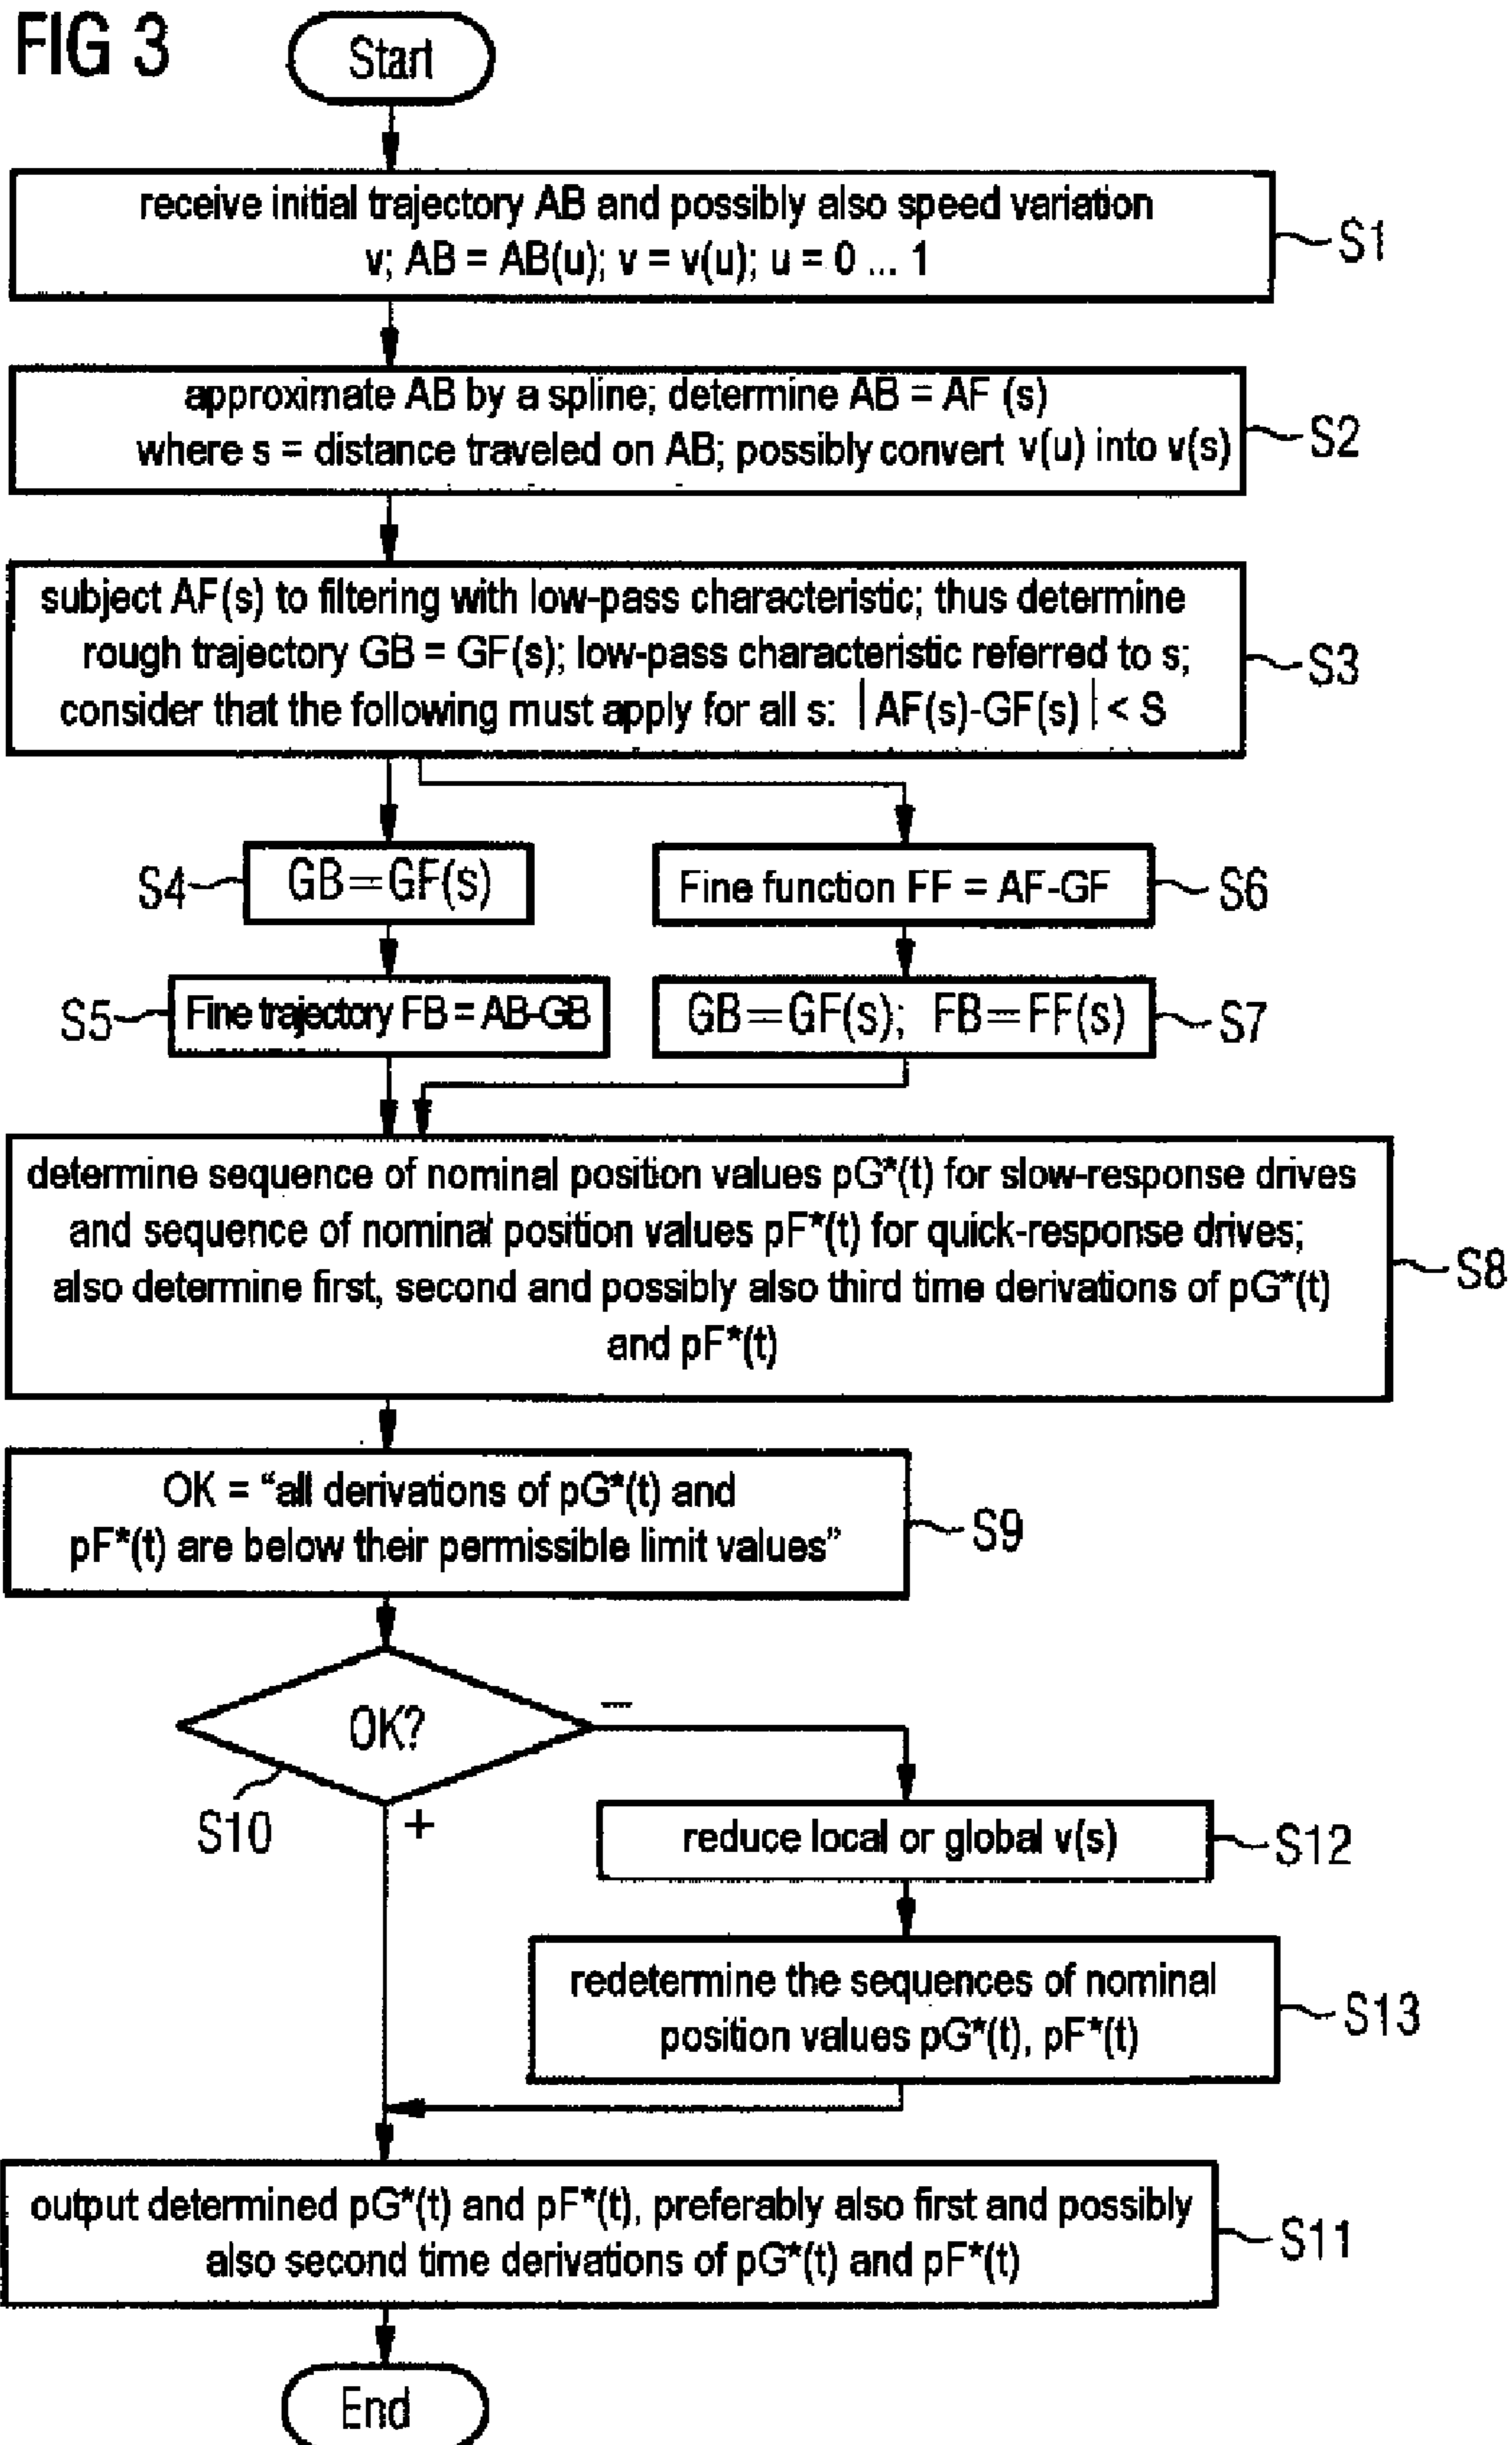 FIG 3
Start
receive initial trajectory AB and possibly also speed variation
v; AB = AB(u); v = v(u); u = 0 ... 1
S1
approximate AB by a spline; determine AB = AF (s)
where s = distance traveled on AB; possibly convert v(u) into v(s)
S2
subject AF(s) to filtering with low-pass characteristic; thus determine
rough trajectory GB = GF(s); low-pass characteristic referred to s;
consider that the following must apply for all s: | AF(s)-GF(s) | < S
S3
S4
GB=GF(s)
Fine function FF = AF-GF
S6
S5
Fine trajectory FB = AB-GB
GB=GF(s); FB=FF(s)
S7
determine sequence of nominal position values pG*(t) for slow-response drives
and sequence of nominal position values pF*(t) for quick-response drives;
also determine first, second and possibly also third time derivations of pG*(t)
and pF*(t)
S8
OK = “all derivations of pG*(t) and
pF*(t) are below their permissible limit values”
S9
OK?
–
S10
+
reduce local or global v(s)
S12
redetermine the sequences of nominal
position values pG*(t), pF*(t)
S13
output determined pG*(t) and pF*(t), preferably also first and possibly
also second time derivations of pG*(t) and pF*(t)
S11
End